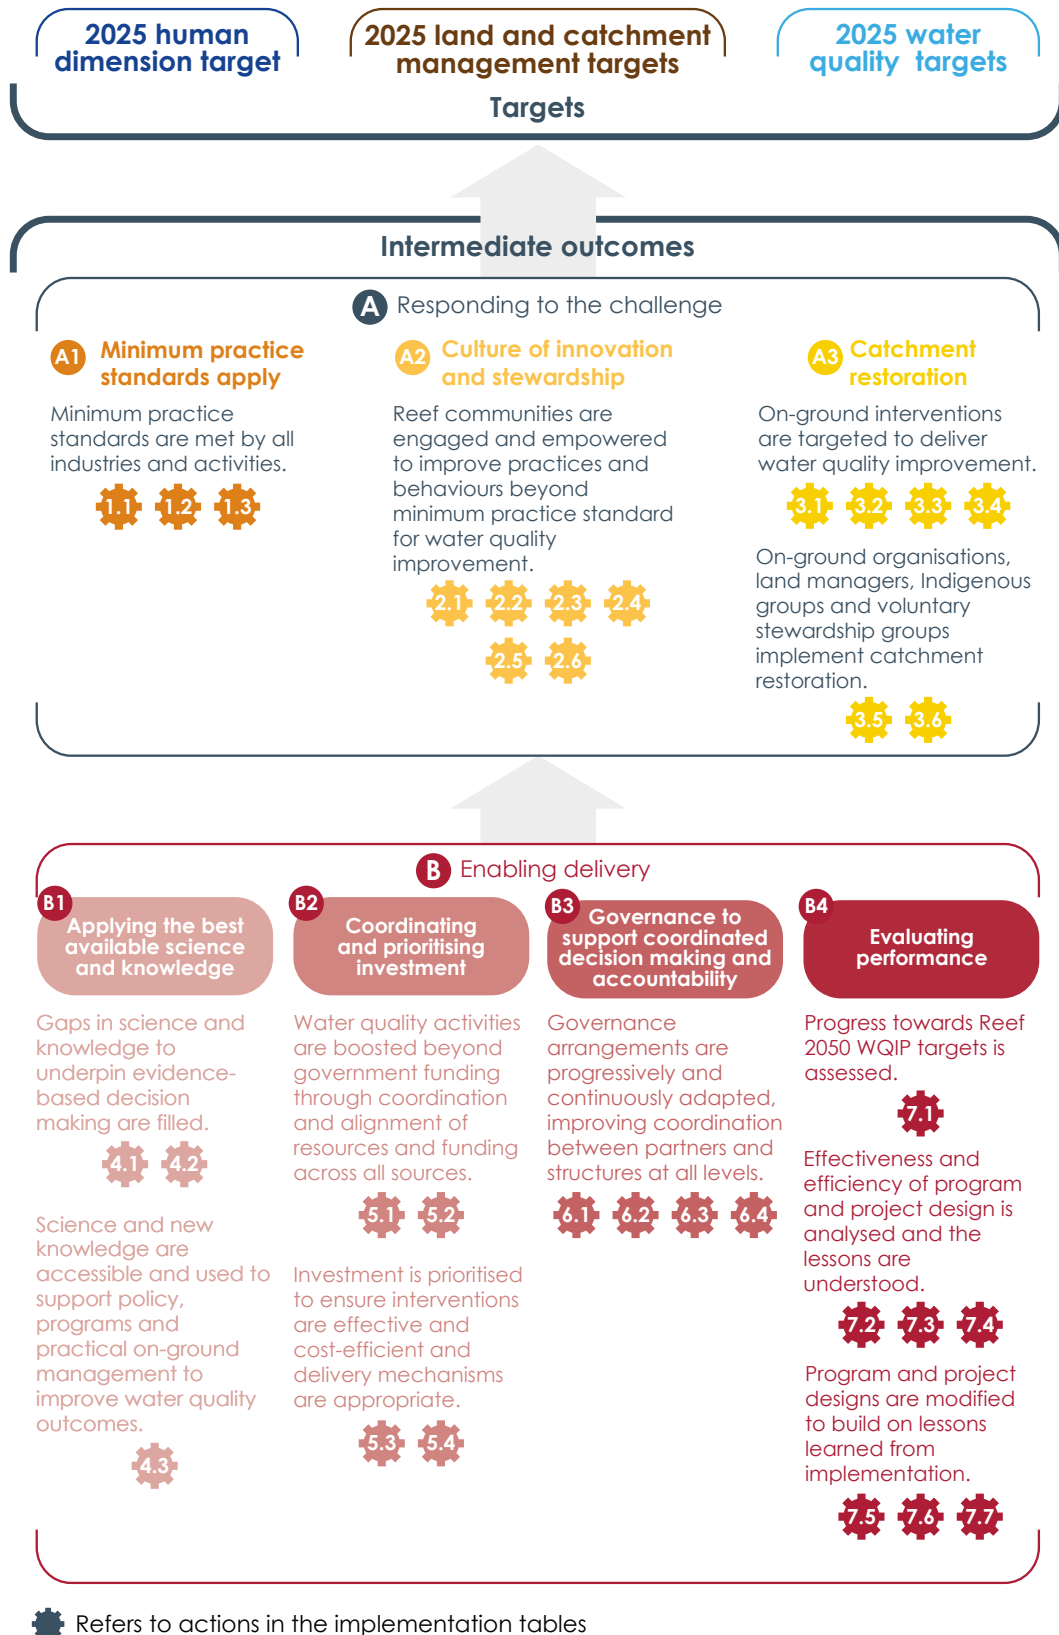 2025 human
dimension target
2025 land and catchment
management targets
2025 water
quality targets
Targets
Intermediate outcomes
A Responding to the challenge
A1 Minimum practice
standards apply
Minimum practice
standards are met by all
industries and activities.
1.1 1.2 1.3
A2 Culture of innovation
and stewardship
Reef communities are
engaged and empowered
to improve practices and
behaviours beyond
minimum practice standard
for water quality
improvement.
2.1 2.2 2.3 2.4
2.5 2.6
A3 Catchment
restoration
On-ground interventions
are targeted to deliver
water quality improvement.
3.1 3.2 3.3 3.4
On-ground organisations,
land managers, Indigenous
groups and voluntary
stewardship groups
implement catchment
restoration.
3.5 3.6
B Enabling delivery
B1
Applying the best
available science
and knowledge
Gaps in science and
knowledge to
underpin evidence-
based decision
making are filled.
4.1 4.2
Science and new
knowledge are
accessible and used to
support policy,
programs and
practical on-ground
management to
improve water quality
outcomes.
4.3
B2
Coordinating
and prioritising
investment
Water quality activities
are boosted beyond
government funding
through coordination
and alignment of
resources and funding
across all sources.
5.1 5.2
Investment is prioritised
to ensure interventions
are effective and
cost-efficient and
delivery mechanisms
are appropriate.
5.3 5.4
B3
Governance to
support coordinated
decision making and
accountability
Governance
arrangements are
progressively and
continuously adapted,
improving coordination
between partners and
structures at all levels.
6.1 6.2 6.3 6.4
B4
Evaluating
performance
Progress towards Reef
2050 WQIP targets is
assessed.
7.1
Effectiveness and
efficiency of program
and project design is
analysed and the
lessons are
understood.
7.2 7.3 7.4
Program and project
designs are modified
to build on lessons
learned from
implementation.
7.5 7.6 7.7
Refers to actions in the implementation tables